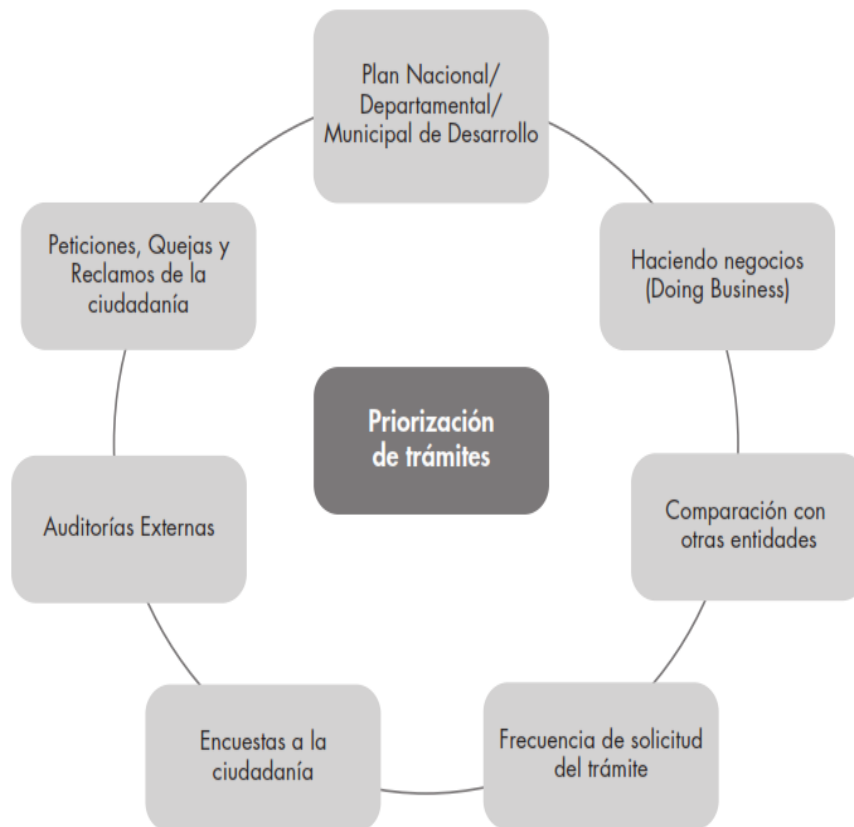 Plan Nacional/
Departamental/
Municipal de Desarrollo
Peticiones, Quejas y
Reclamos de la
ciudadanía
Haciendo negocios
(Doing Business)
Priorización
de trámites
Auditorías Externas
Comparación con
otras entidades
Encuestas a la
ciudadanía
Frecuencia de solicitud
del trámite